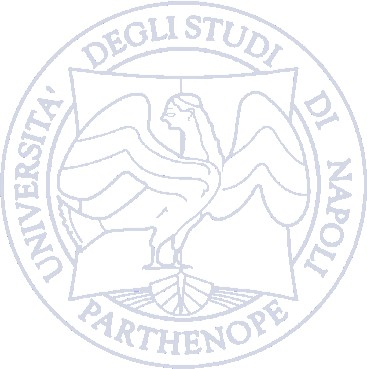 UNIVERSITA' DEGLI STUDI DI NAPOLI
PARTHENOPE